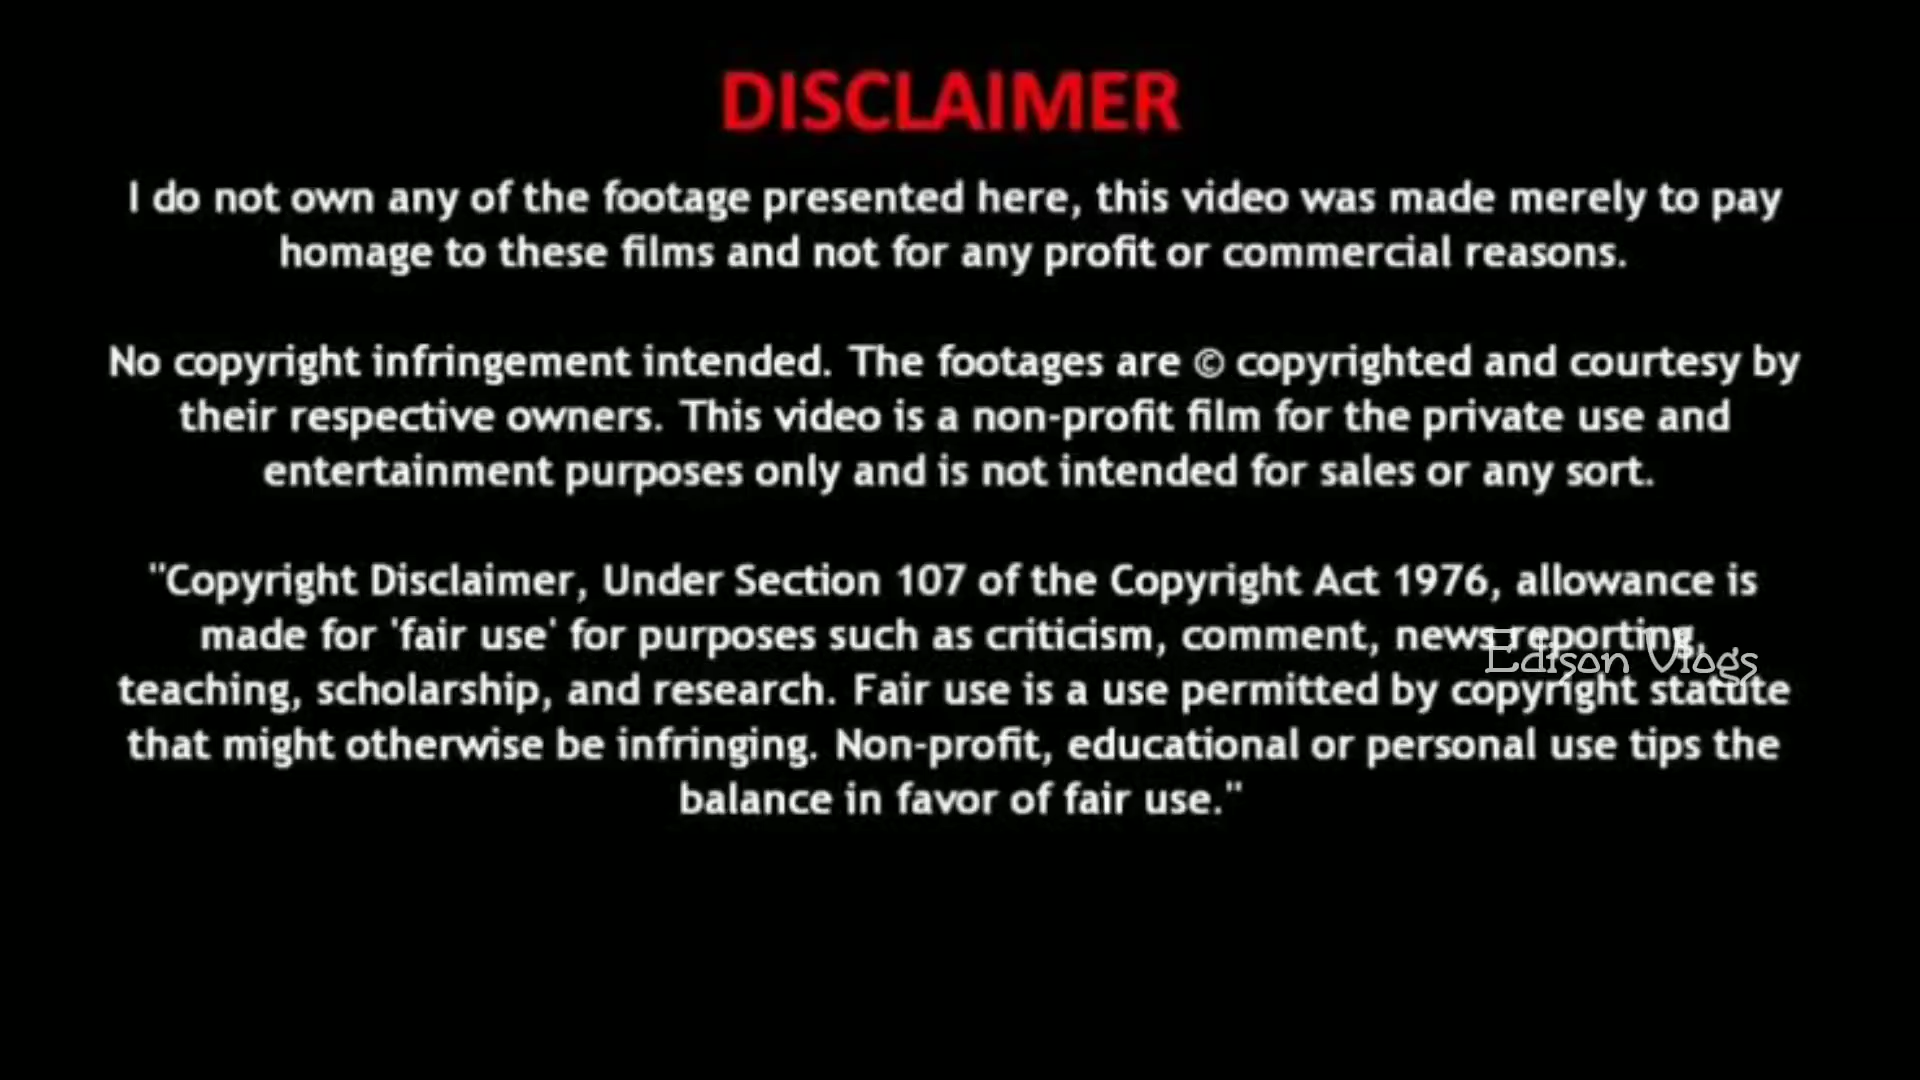 DISCLAIMER
I do not own any of the footage presented here, this video was made merely to pay
homage to these films and not for any profit or commercial reasons.
No copyright infringement intended. The footages are © copyrighted and courtesy by
their respective owners. This video is a non-profit film for the private use and
entertainment purposes only and is not intended for sales or any sort.
"Copyright Disclaimer, Under Section 107 of the Copyright Act 1976, allowance is
made for 'fair use' for purposes such as criticism, comment, news reporting,
Edison Vlogs
teaching, scholarship, and research. Fair use is a use permitted by copyright statute
that might otherwise be infringing. Non-profit, educational or personal use tips the
balance in favor of fair use."